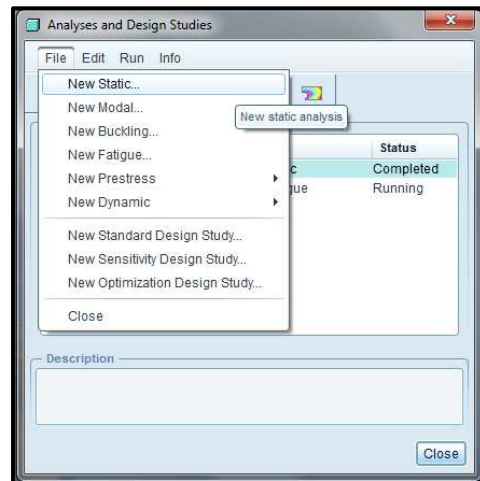 Analyses and Design Studies
File Edit Run Info
New Static...
New Modal...
New static analysis
New Buckling...
New Fatigue...
Status
New Prestress
c Completed
New Dynamic
gue Running
New Standard Design Study...
New Sensitivity Design Study...
New Optimization Design Study...
Close
Description
Close